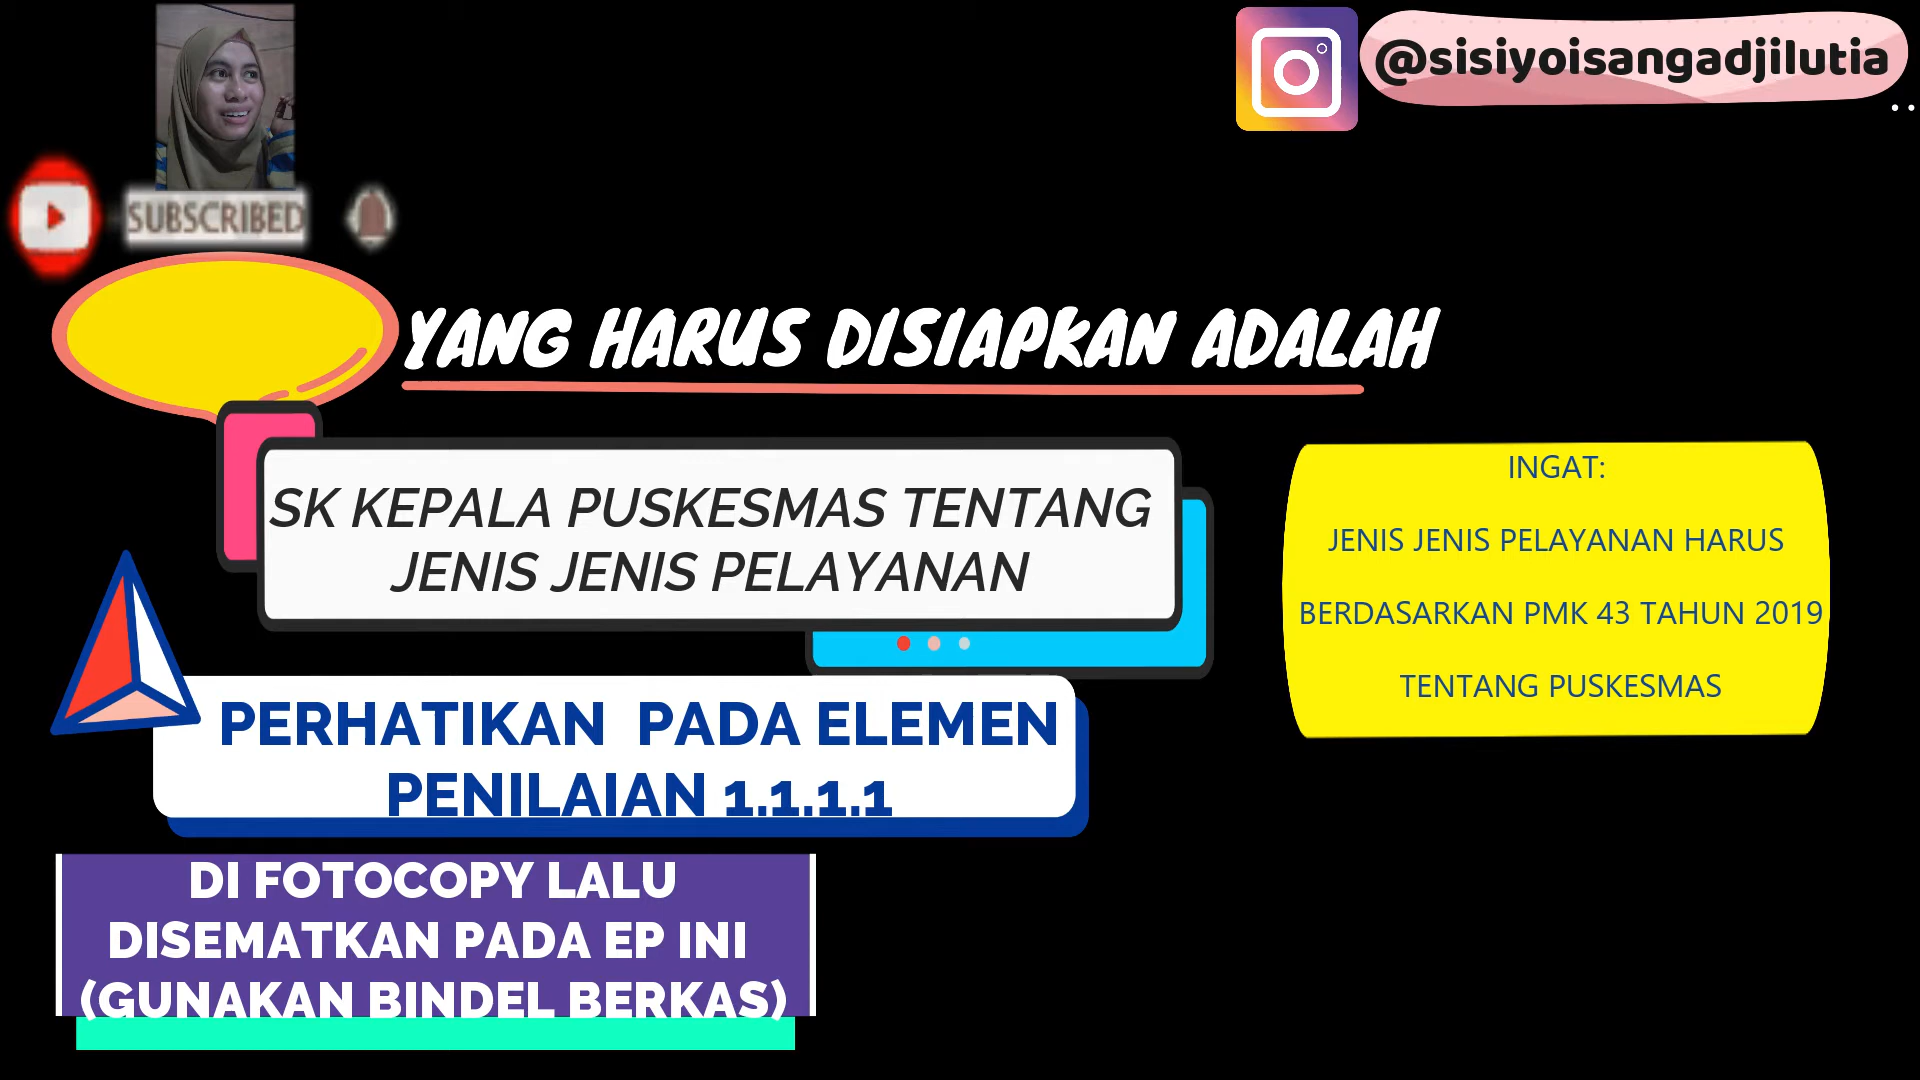 @sisiyoisangadjilutia
SUBSCRIBED
YANG HARUS DISIAPKAN ADALAH
SK KEPALA PUSKESMAS TENTANG
JENIS JENIS PELAYANAN
INGAT:
JENIS JENIS PELAYANAN HARUS
BERDASARKAN PMK 43 TAHUN 2019
TENTANG PUSKESMAS
PERHATIKAN PADA ELEMEN
PENILAIAN 1.1.1.1
DI FOTOCOPY LALU
DISEMATKAN PADA EP INI
(GUNAKAN BINDEL BERKAS)